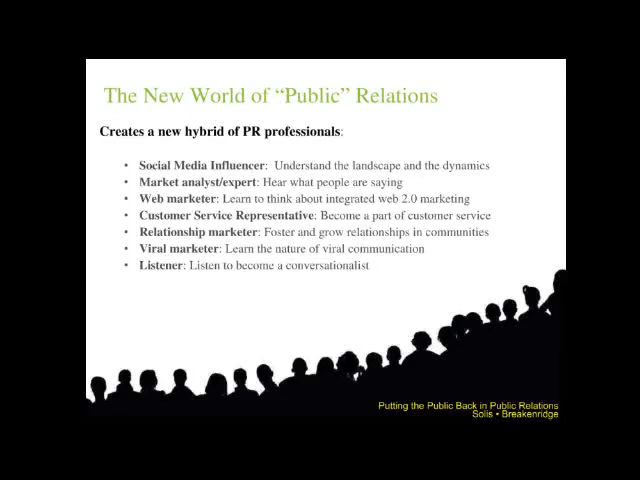 The New World of “Public” Relations
Creates a new hybrid of PR professionals:
• Social Media Influencer: Understand the landscape and the dynamics
• Market analyst/expert: Hear what people are saying
• Web marketer: Learn to think about integrated web 2.0 marketing
• Customer Service Representative: Become a part of customer service
• Relationship marketer: Foster and grow relationships in communities
• Viral marketer: Learn the nature of viral communication
• Listener: Listen to become a conversationalist
Putting the Public Back in Public Relations
Solis • Breakenridge